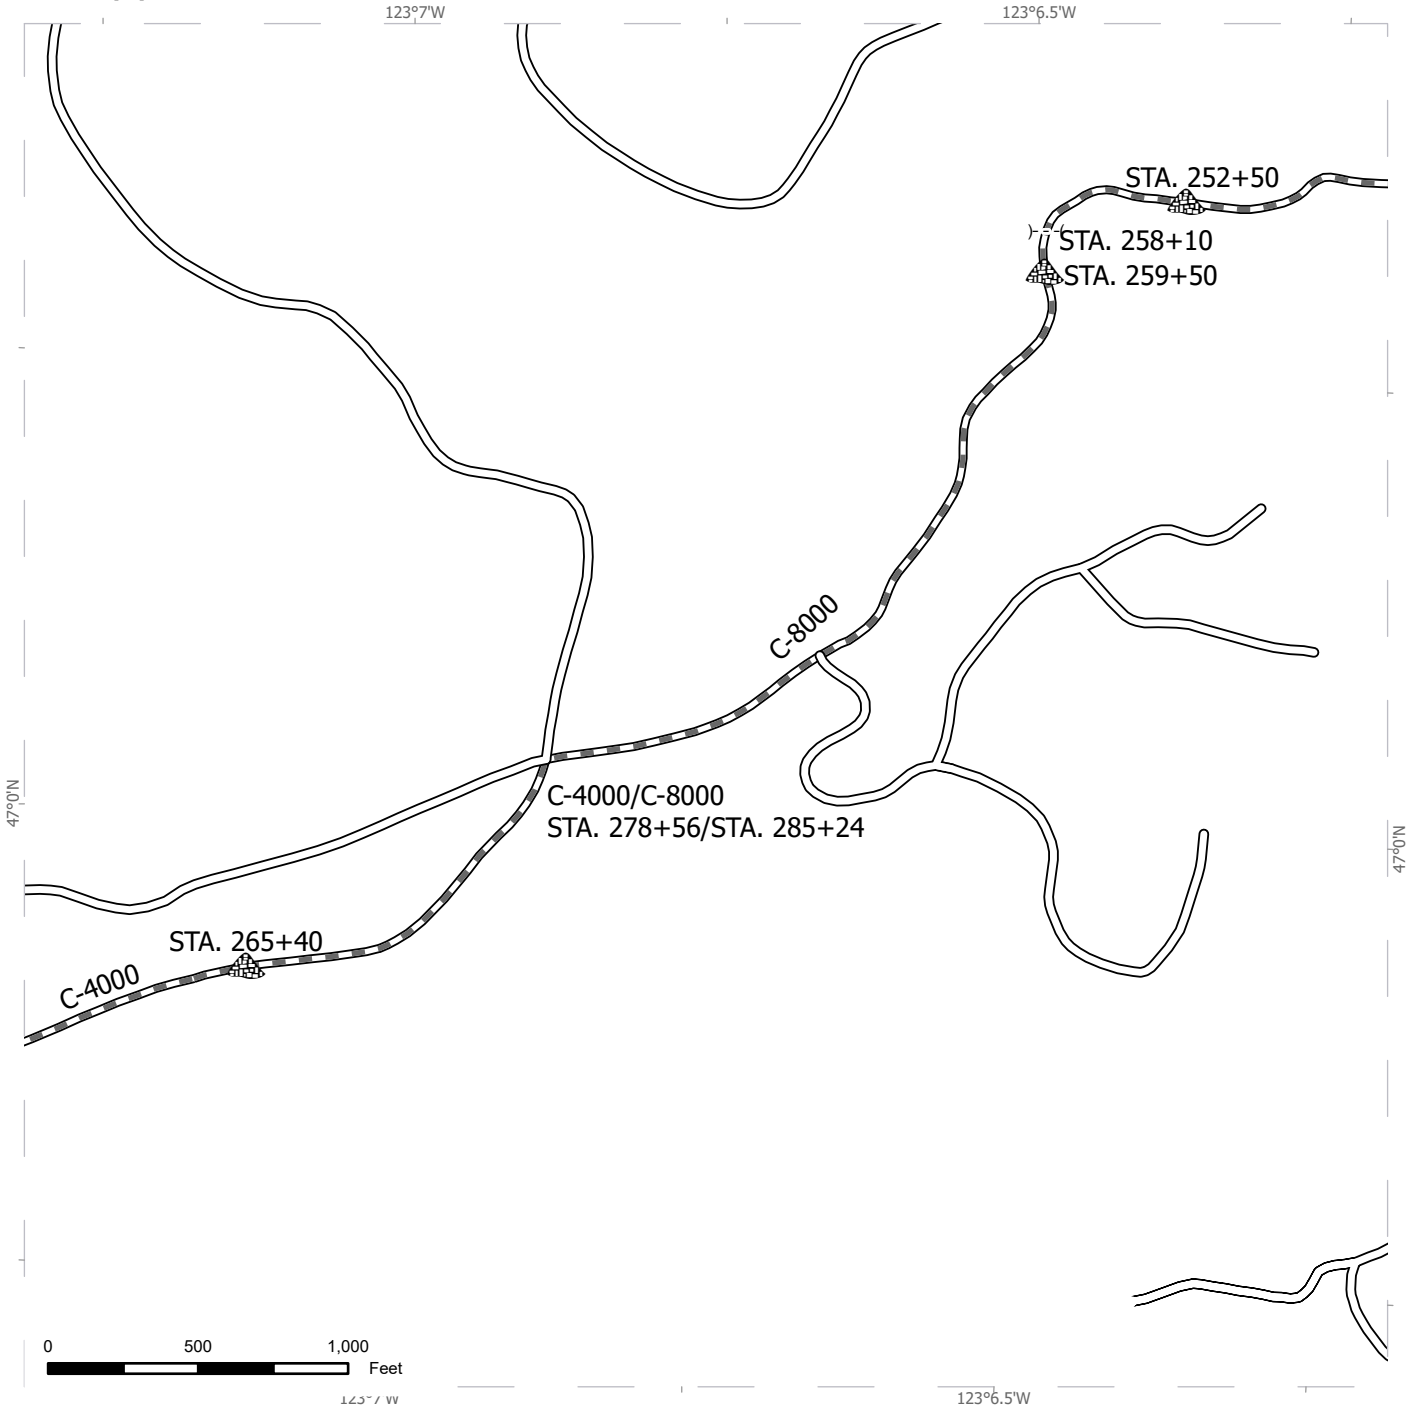 123°7'W
123°6.5'W
STA. 252+50
STA. 258+10
STA. 259+50
C-8000
C-4000/C-8000
STA. 278+56/STA. 285+24
47°0'N
47°0'N
STA. 265+40
C-4000
0 500 1,000
Feet
123°7'W
123°6.5'W